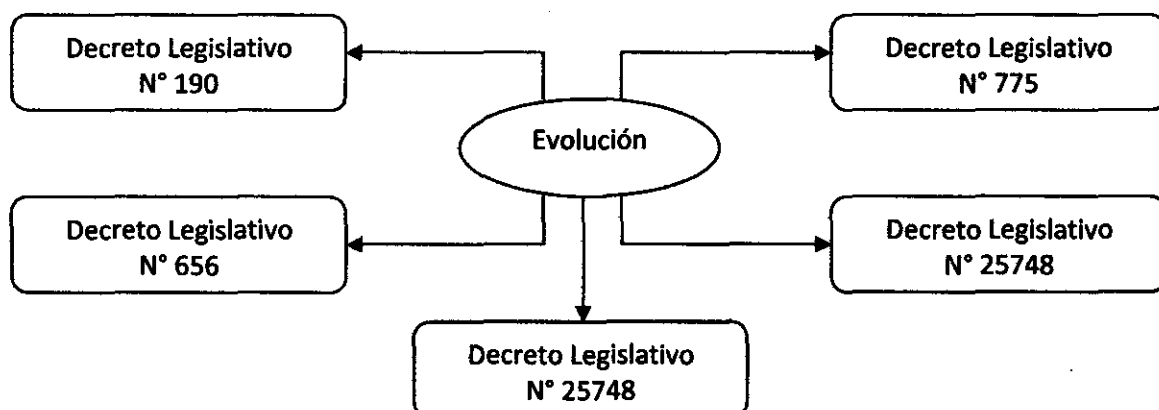 Decreto Legislativo
N° 190
Decreto Legislativo
N° 775
Evolución
Decreto Legislativo
N° 656
Decreto Legislativo
N° 25748
Decreto Legislativo
N° 25748